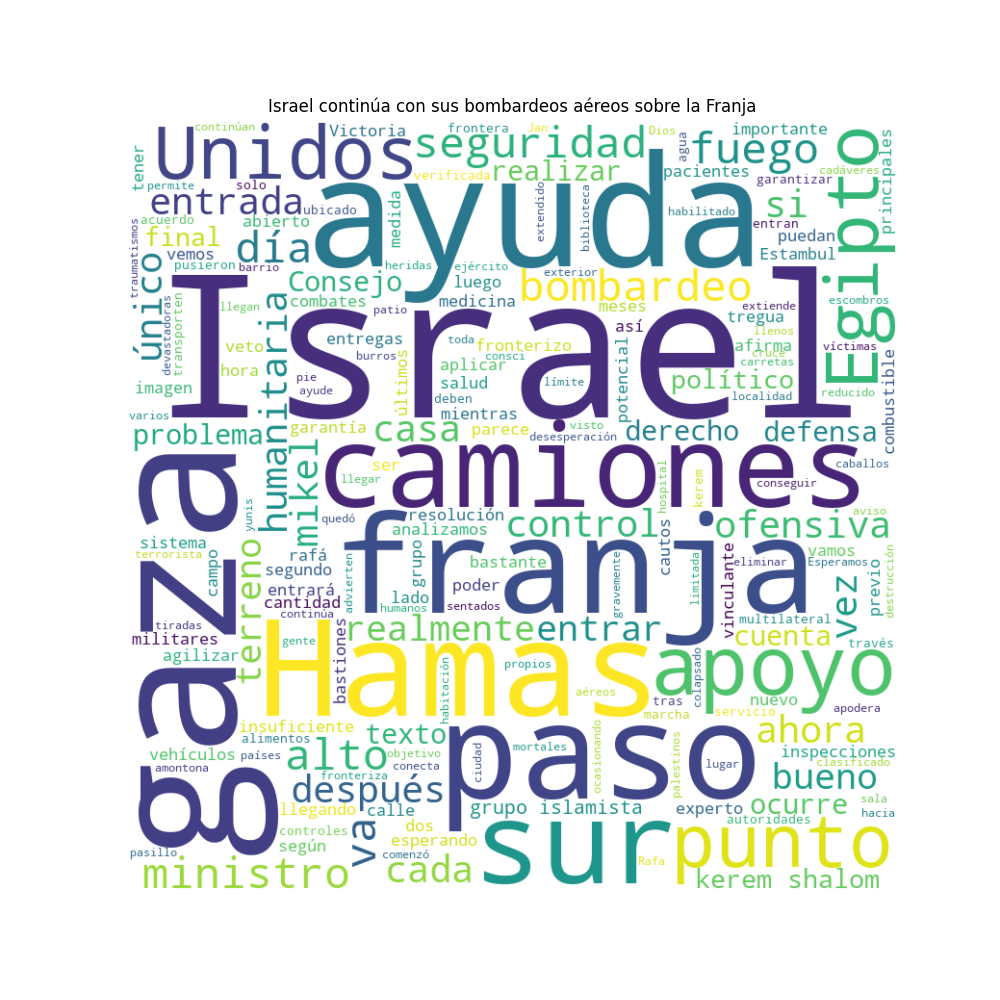 Israel continúa con sus bombardeos aéreos sobre la Franja
continúan
Victoria
frontera
Jan
Dios
importante
Unidos
seguridad
fuego
agua
tener
verificada
realizar
pacientes
garantizar
cadáveres
principales
permite
solo
entrada
ubicado
ayuda
medida
extendido
biblioteca
habilitado
si
entran
Egipto
acuerdo
abierto
puedan
traumatismos
final
día
vemos
Estambul
único
pusieron
barrio
heridas
ejército
exterior
Consejo
luego
bombardeo
combates
medicina
meses
extiende
escombros
devastadoras
transporten
llegan
patio
tregua
llenos
así
Israel
humanitaria
entregas
toda
fronterizo
potencial
afirma
víctimas
veto
hora
burros
consci
cruce
combustible
imagen
pie
ayude
últimos
aplicar
salud
límite
político
carretas
localidad
reducido
deben
varios
mientras
problema
garantía
casa
parece
visto
desesperación
derecho
defensa
mikel
ser
llegar
camiones
hospital
kerem
caballos
conseguir
gaza
yunis
quedó
resolución
analizamos
control
cautos
ofensiva
aviso
sistema
terrorista
terreno
rafá
campo
segundo
advierten
grupo
franja
bastante
gravemente
limitada
vinculante
eliminar
vamos
Esperamos
destrucción
entrará
poder
lado
cantidad
humanos
sentados
multilateral
vez
previo
tiradas
continúa
militares
gente
bastiones
realmente
entrar
cuenta
través
agilizar
Hamas
habitación
propios
colapsado
apoyo
aéreos
tras
nuevo
apodera
marcha
servicio
insuficiente
texto
paso
ocasionando
palestinos
ahora
alimentos
vehículos
países
alto
objetivo
conecta
ciudad
mortales
lugar
inspecciones
clasificado
amontona
fronteriza
después
bueno
llegando
calle
grupo islamista
experto
ocurre
sala
hacia
controles
según
va
dos
esperando
autoridades
sur
punto
pasillo
comenzó
Rafa
ministro
cada
kerem shalom